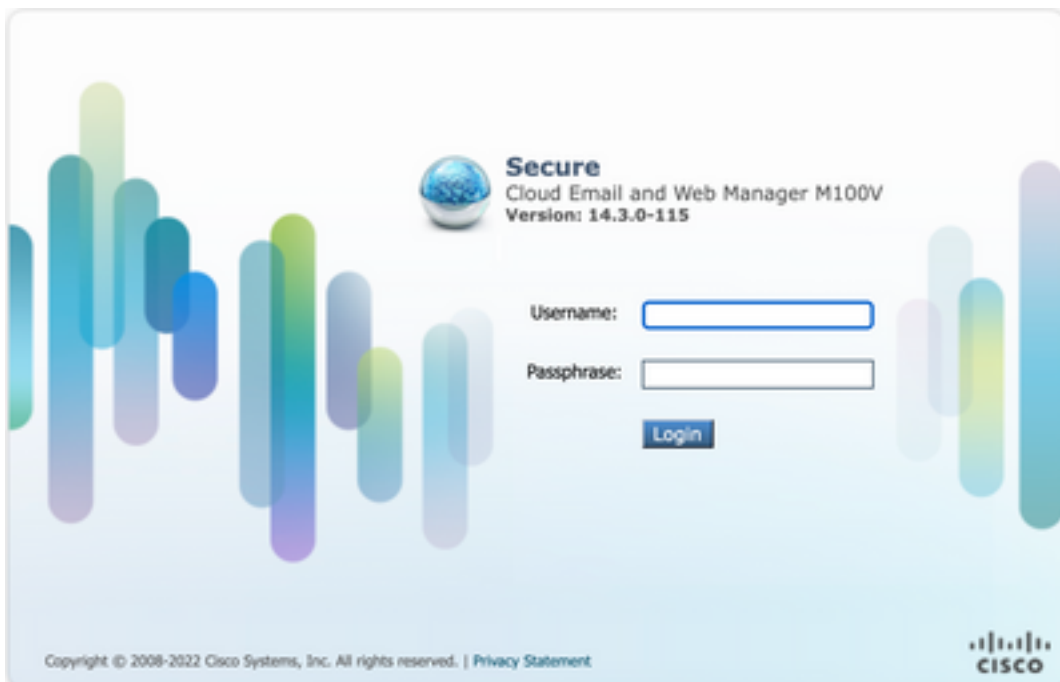 Secure
Cloud Email and Web Manager M100V
Version: 14.3.0-115
Username:
Passphrase:
Login
Copyright © 2008-2022 Cisco Systems, Inc. All rights reserved. | Privacy Statement
CISCO